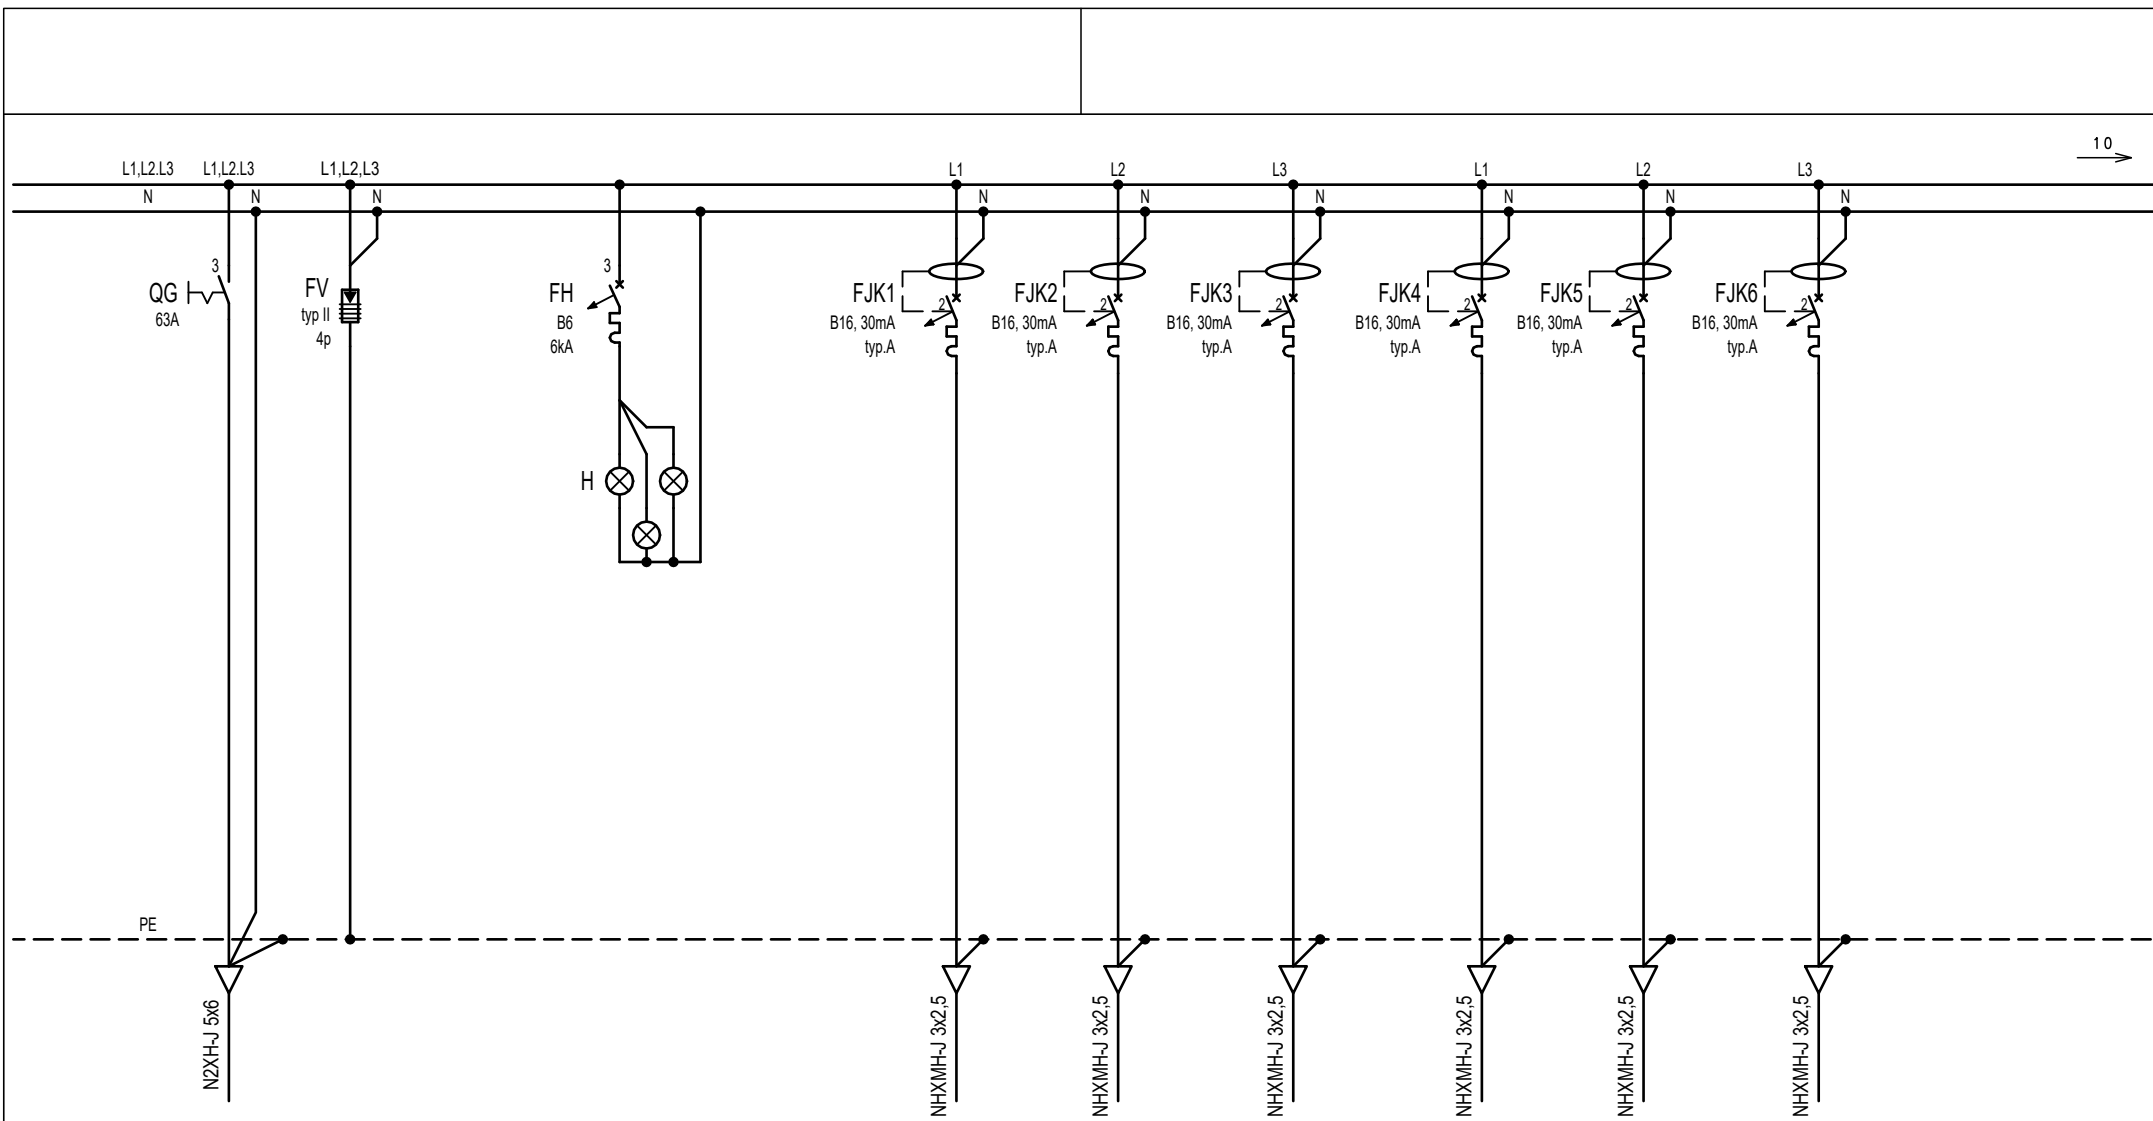 10
L1,L2.L3 L1,L2.L3 L1,L2,L3 L1 L2 L3 L1 L2 L3
N N N N N N N N N
3
QG
63A
FV
typ II
4p
3
FH
B6
6kA
H
FJK1 2
B16, 30mA
typ.A
FJK2 2
B16, 30mA
typ.A
FJK3 2
B16, 30mA
typ.A
FJK4 2
B16, 30mA
typ.A
FJK5 2
B16, 30mA
typ.A
FJK6 2
B16, 30mA
typ.A
PE
N2XH-J 5x6
NHXMH-J 3x2,5
NHXMH-J 3x2,5
NHXMH-J 3x2,5
NHXMH-J 3x2,5
NHXMH-J 3x2,5
NHXMH-J 3x2,5